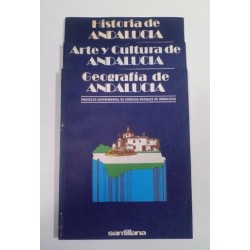 Historia de
ANDALUCIA
Arte y Cultura de
ANDALUCIA
Geografía de
ANDALUCIA
PROYECTO EXPERIMENTAL DE CIENCIAS SOCIALES DE ANDALUCIA
santillana